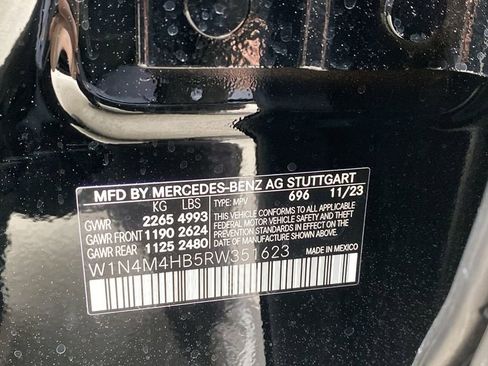 MFD BY MERCEDES-BENZ AG STUTTGART
KG LBS TYPE: MPV 696 11/23
GVWR 2265 4993
GAWR FRONT 1190 2624
GAWR REAR 1125 2480
THIS VEHICLE CONFORMS TO ALL APPLICABLE
FEDERAL MOTOR VEHICLE SAFETY AND THEFT
PREVENTION STANDARDS IN EFFECT ON THE DATE
OF MANUFACTURE SHOWN ABOVE.
MADE IN MEXICO
W1N4M4HB5RW351623